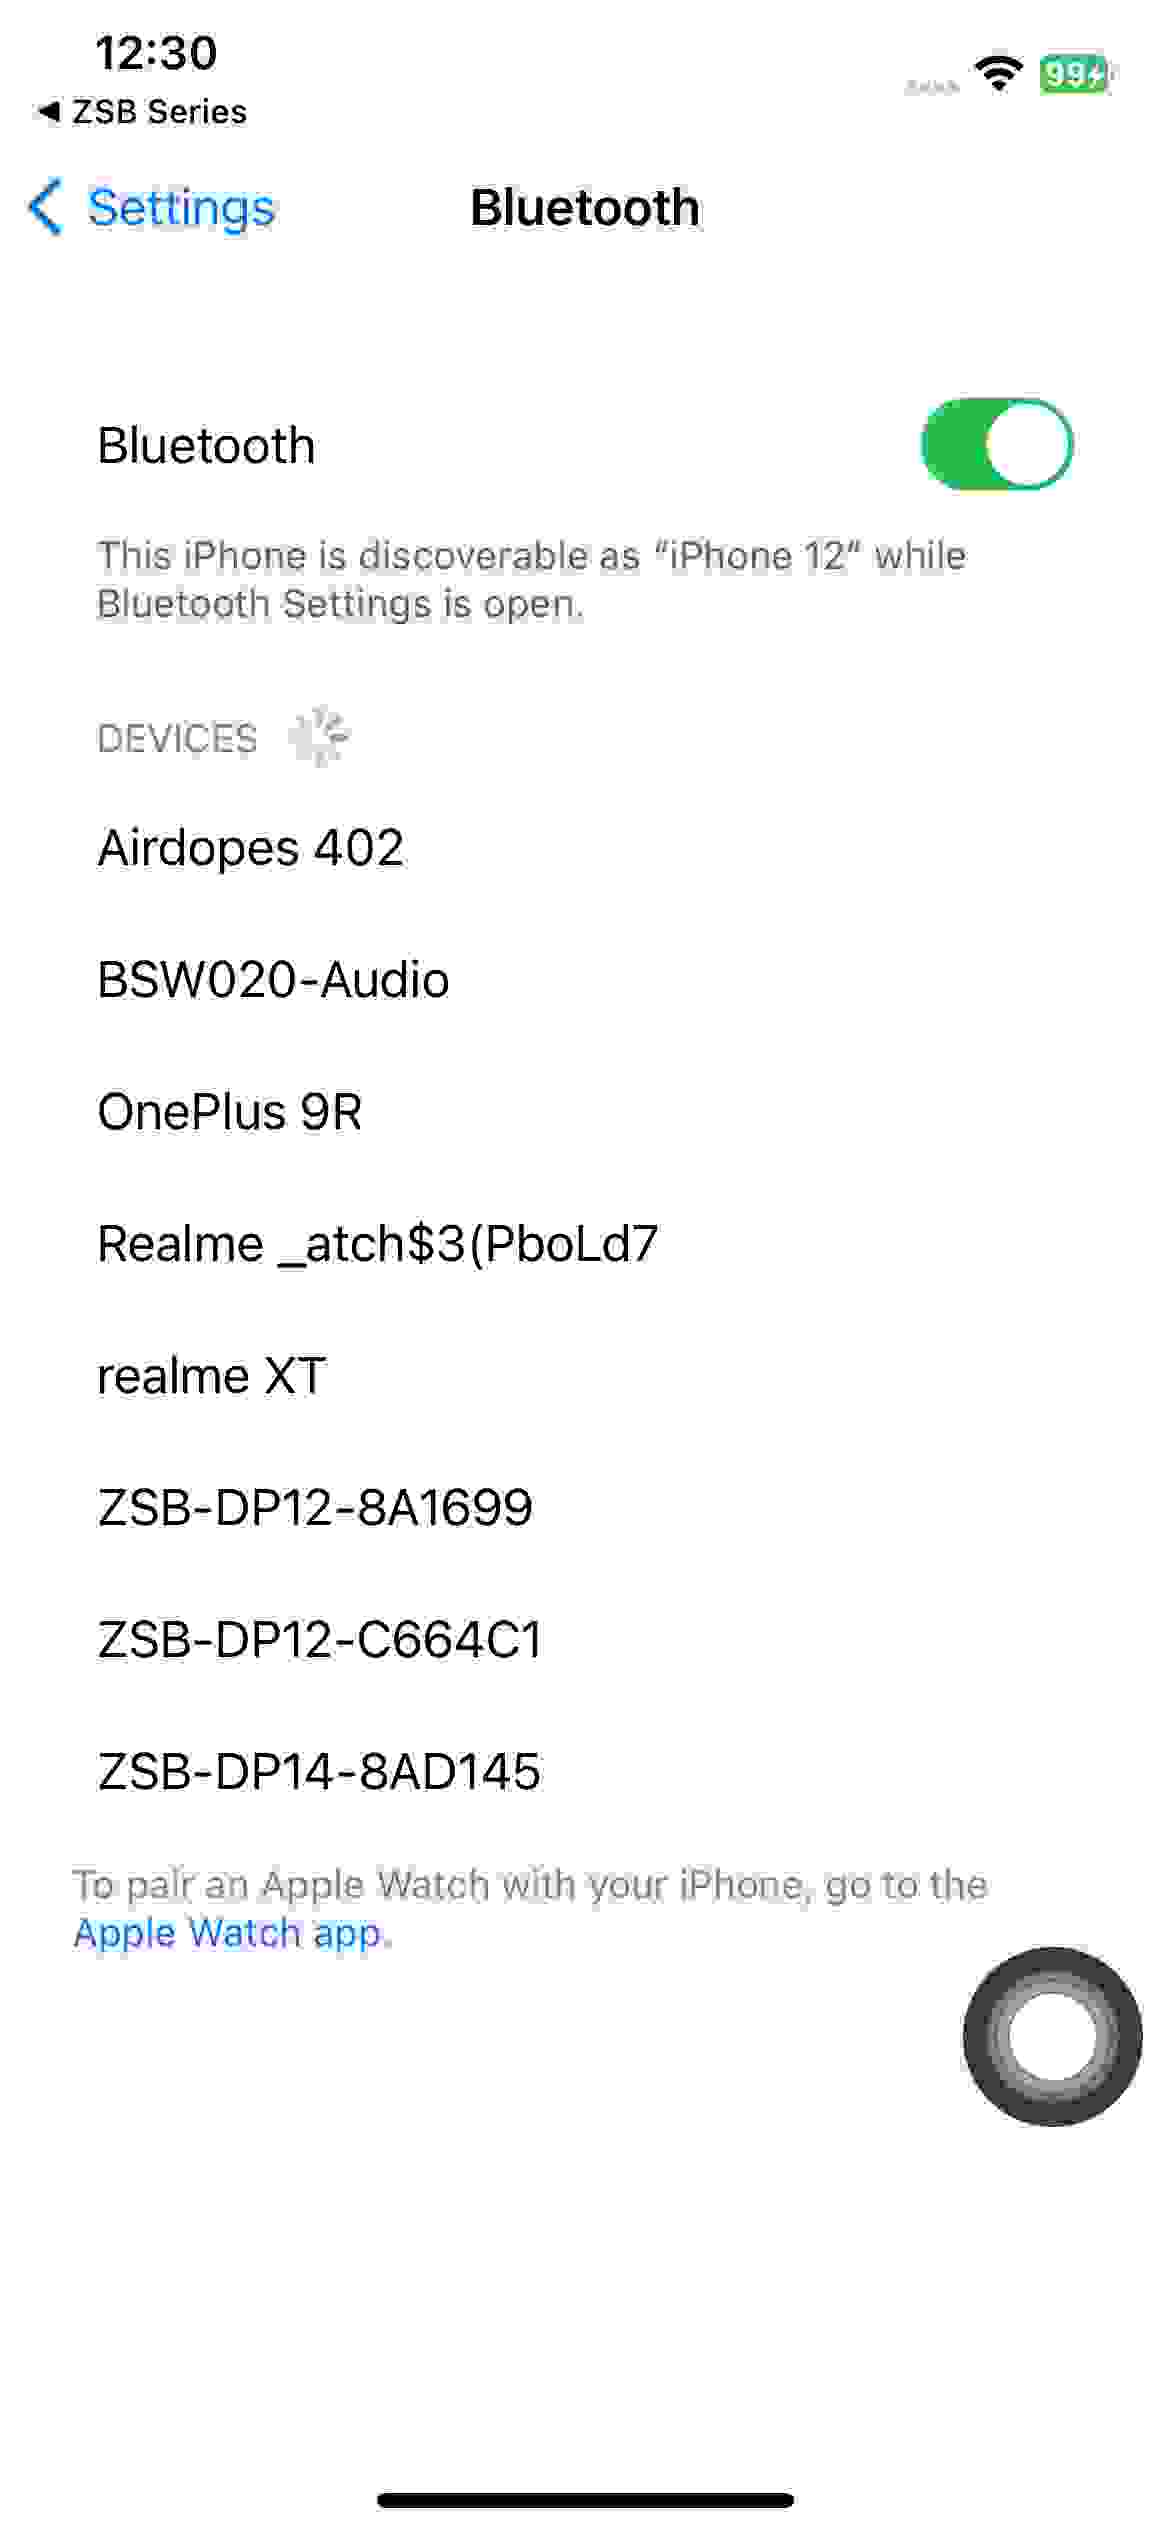 12:30
◀ ZSB Series
99
Settings
Bluetooth
Bluetooth
This iPhone is discoverable as “iPhone 12” while
Bluetooth Settings is open.
DEVICES
Airdopes 402
BSW020-Audio
OnePlus 9R
Realme _atch$3(PboLd7
realme XT
ZSB-DP12-8A1699
ZSB-DP12-C664C1
ZSB-DP14-8AD145
To pair an Apple Watch with your iPhone, go to the
Apple Watch app.